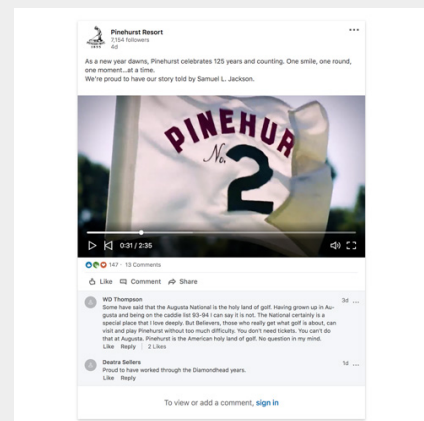 Pinehurst Resort
7,154 followers
4d
As a new year dawns, Pinehurst celebrates 125 years and counting. One smile, one round,
one moment...at a time.
We're proud to have our story told by Samuel L. Jackson.
PINEHUR
No.
2
0:31 / 2:35
147 · 13 Comments
Like Comment Share
WD Thompson
3d
Some have said that the Augusta National is the holy land of golf. Having grown up in Au-
gusta and being on the caddie list 93-94 I can say it is not. The National certainly is a
special place that I love deeply. But Believers, those who really get what golf is about, can
visit and play Pinehurst without too much difficulty. You don't need tickets. You can't do
that at Augusta. Pinehurst is the American holy land of golf. No question in my mind.
Like Reply 2 Likes
Deatra Sellers
1d
Proud to have worked through the Diamondhead years.
Like Reply
To view or add a comment, sign in